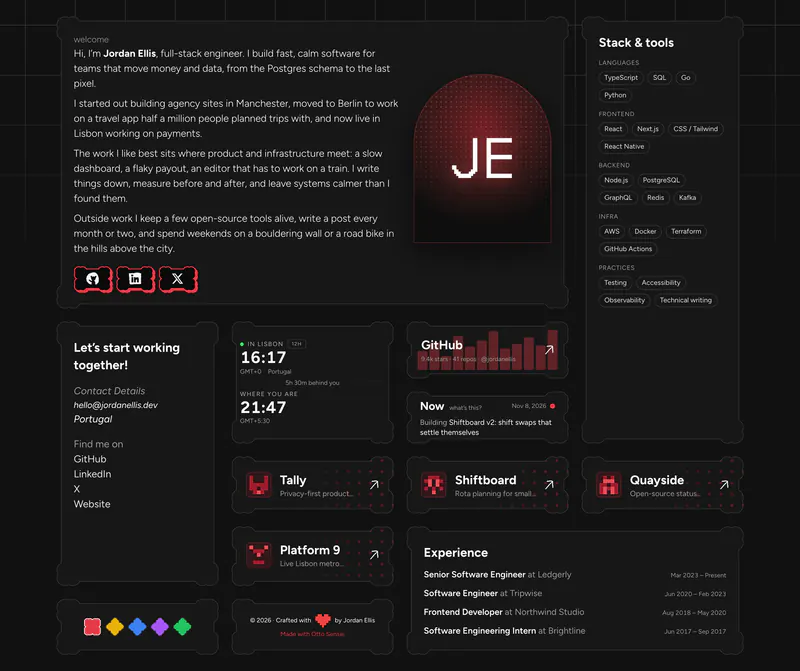 welcome
Hi, I'm Jordan Ellis, full-stack engineer. I build fast, calm software for
teams that move money and data, from the Postgres schema to the last
pixel.
I started out building agency sites in Manchester, moved to Berlin to work
on a travel app half a million people planned trips with, and now live in
Lisbon working on payments.
The work I like best sits where product and infrastructure meet: a slow
dashboard, a flaky payout, an editor that has to work on a train. I write
things down, measure before and after, and leave systems calmer than I
found them.
Outside work I keep a few open-source tools alive, write a post every
month or two, and spend weekends on a bouldering wall or a road bike in
the hills above the city.
JE
Stack & tools
LANGUAGES
TypeScript SQL Go
Python
FRONTEND
React Next.js CSS / Tailwind
React Native
BACKEND
Node.js PostgreSQL
GraphQL Redis Kafka
INFRA
AWS Docker Terraform
GitHub Actions
PRACTICES
Testing Accessibility
Observability Technical writing
Let's start working
together!
Contact Details
hello@jordanellis.dev
Portugal
Find me on
GitHub
LinkedIn
X
Website
IN LISBON 12H
16:17
GMT+0 Portugal
5h 30m behind you
WHERE YOU ARE
21:47
GMT+5:30
GitHub
9.4k stars · 41 repos · @jordanellis
Now what's this? Nov 8, 2026
Building Shiftboard v2: shift swaps that
settle themselves
Tally
Privacy-first product…
Shiftboard
Rota planning for small…
Quayside
Open-source status…
Platform 9
Live Lisbon metro…
Experience
Senior Software Engineer at Ledgerly Mar 2023 – Present
Software Engineer at Tripwise Jun 2020 – Feb 2023
Frontend Developer at Northwind Studio Aug 2018 – May 2020
Software Engineering Intern at Brightline Jun 2017 – Sep 2017
© 2026 · Crafted with by Jordan Ellis
Made with Otto Sense.